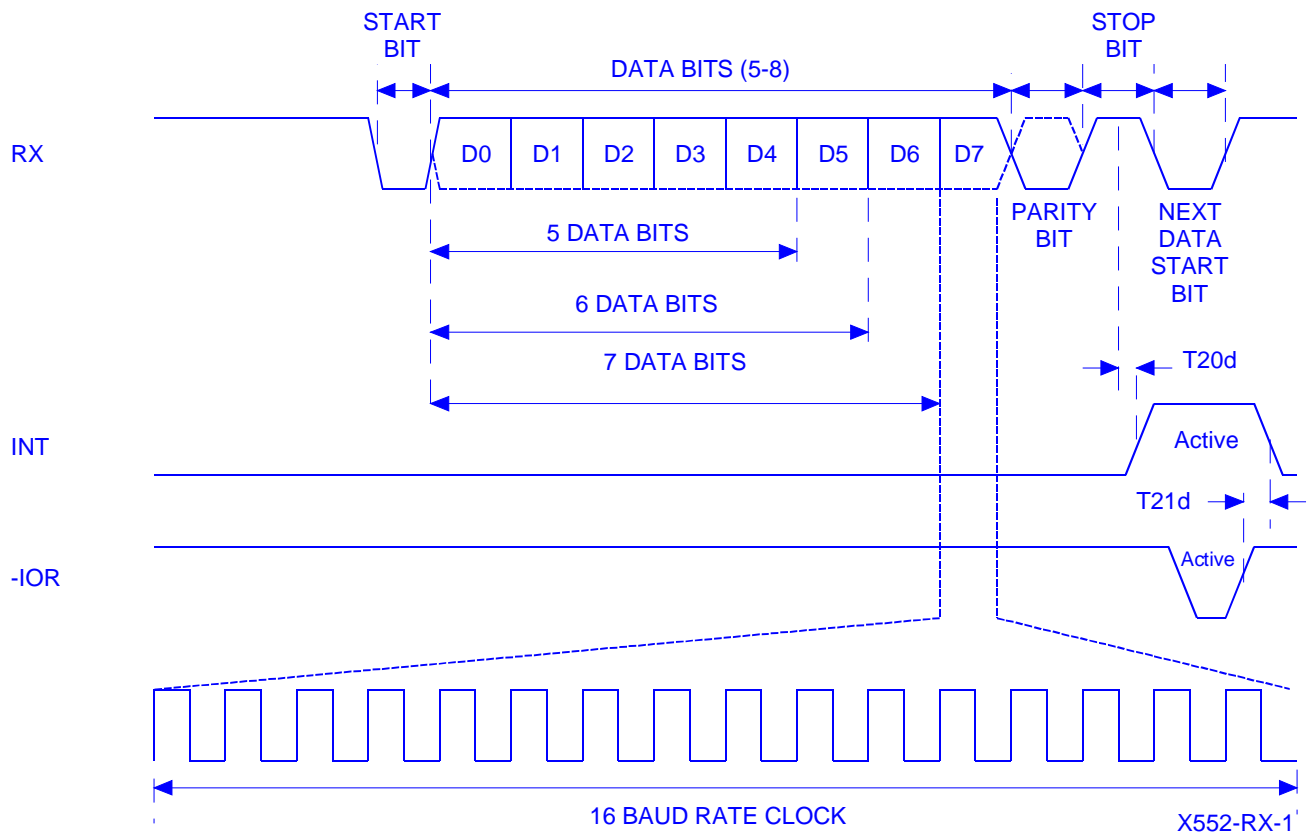 START
BIT
STOP
BIT
DATA BITS (5-8)
RX
D0 D1 D2 D3 D4 D5 D6 D7
PARITY
BIT
NEXT
DATA
START
BIT
5 DATA BITS
6 DATA BITS
7 DATA BITS
T20d
INT
Active
T21d
-IOR
Active
16 BAUD RATE CLOCK
X552-RX-1